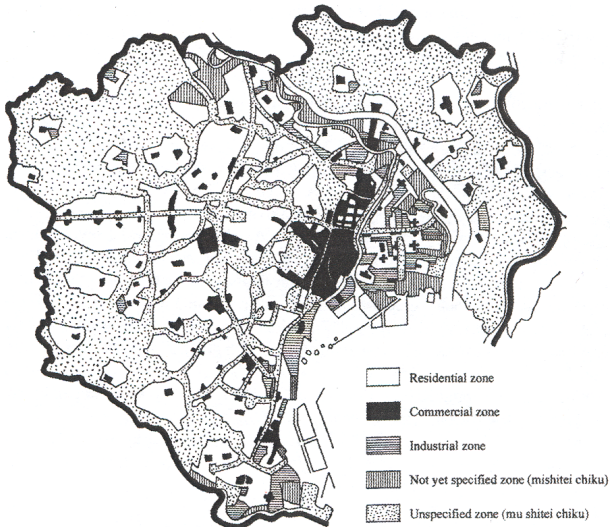 Residential zone
Commercial zone
Industrial zone
Not yet specified zone (mishitei chiku)
Unspecified zone (mu shitei chiku)